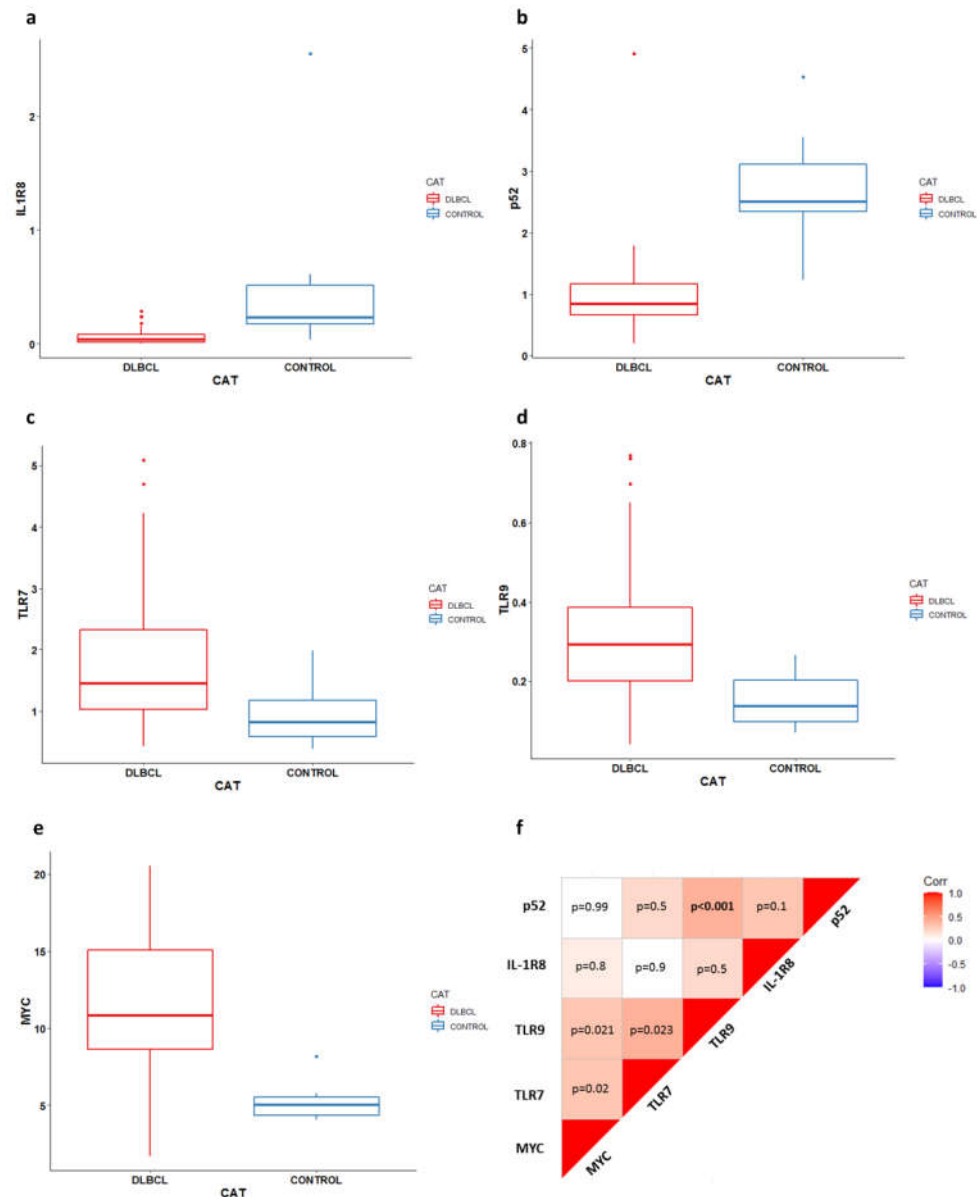 a
IL1R8
2
1
0
DLBCL
CONTROL
CAT
CAT
DLBCL
CONTROL
b
p52
5
4
3
2
1
0
DLBCL
CONTROL
CAT
CAT
DLBCL
CONTROL
c
TLR7
5
4
3
2
1
DLBCL
CONTROL
CAT
CAT
DLBCL
CONTROL
d
TLR9
0.8
0.6
0.4
0.2
DLBCL
CONTROL
CAT
CAT
DLBCL
CONTROL
e
MYC
20
15
10
5
DLBCL
CONTROL
CAT
CAT
DLBCL
CONTROL
f
p52 p=0.99 p=0.5 p<0.001 p=0.1 p52
IL-1R8 p=0.8 p=0.9 p=0.5 IL-1R8
TLR9 p=0.021 p=0.023 TLR9
TLR7 p=0.02 TLR7
MYC MYC
Corr
1.0
0.5
0.0
-0.5
-1.0